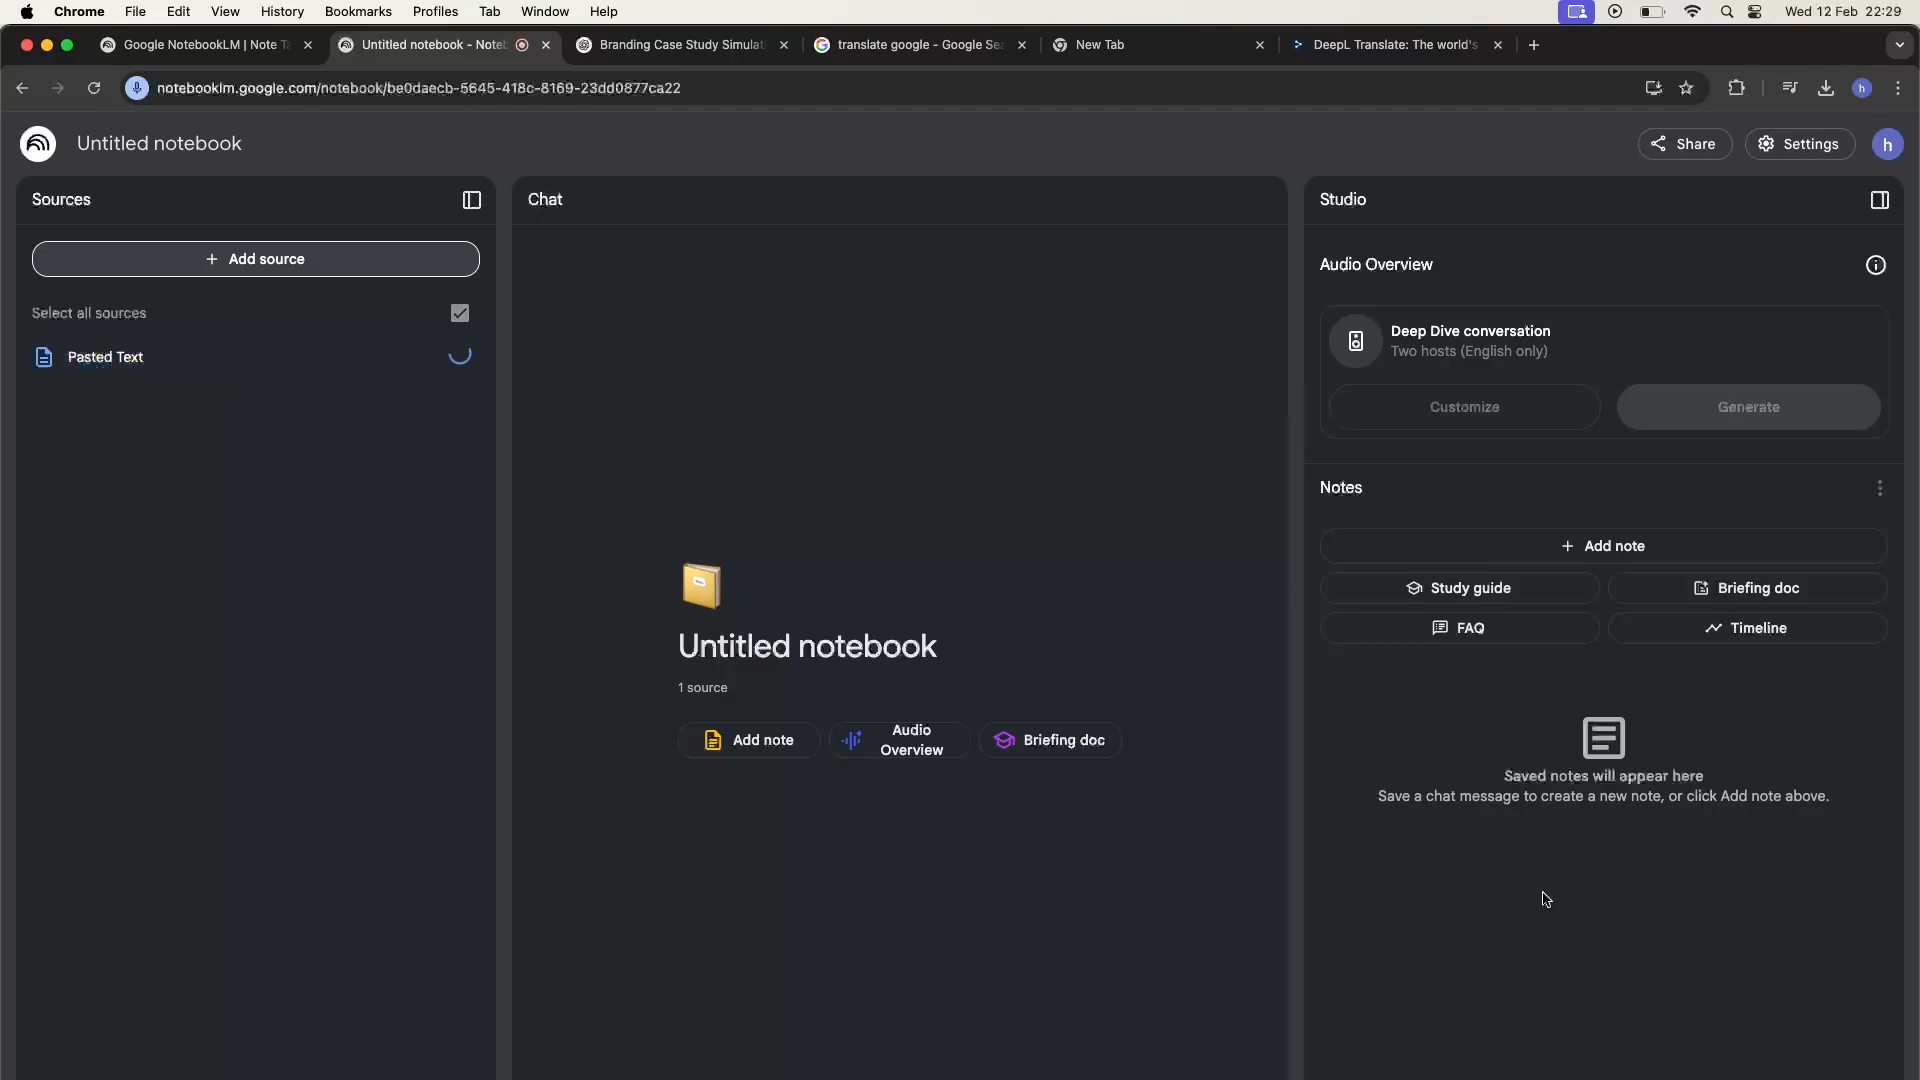 Chrome File Edit View History Bookmarks Profiles Tab Window Help Wed 12 Feb 22:29
Google NotebookLM | Note Ta Untitled notebook - Noteb Branding Case Study Simulat translate google - Google Sea New Tab DeepL Translate: The world's
notebooklm.google.com/notebook/be0daecb-5645-418c-8169-23dd0877ca22 h
Untitled notebook Share Settings h
Sources
+ Add source
Select all sources
Pasted Text
Chat
Untitled notebook
1 source
Add note Audio Overview Briefing doc
Studio
Audio Overview
Deep Dive conversation
Two hosts (English only)
Customize Generate
Notes
+ Add note
Study guide Briefing doc
FAQ Timeline
Saved notes will appear here
Save a chat message to create a new note, or click Add note above.